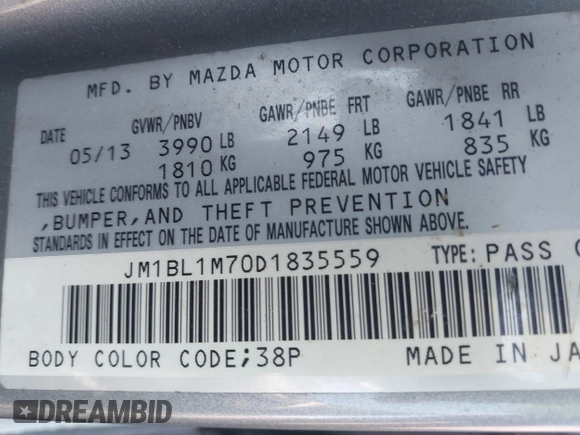 MFD. BY MAZDA MOTOR CORPORATION
DATE GVWR/PNBV GAWR/PNBE FRT GAWR/PNBE RR
05/13 3990 LB 2149 LB 1841 LB
1810 KG 975 KG 835 KG
THIS VEHICLE CONFORMS TO ALL APPLICABLE FEDERAL MOTOR VEHICLE SAFETY
,BUMPER,AND THEFT PREVENTION
STANDARDS IN EFFECT ON THE DATE OF MANUFACTURE SHOWN ABOVE.
JM1BL1M70D1835559 TYPE: PASS C
BODY COLOR CODE;38P MADE IN JA
DREAMBID